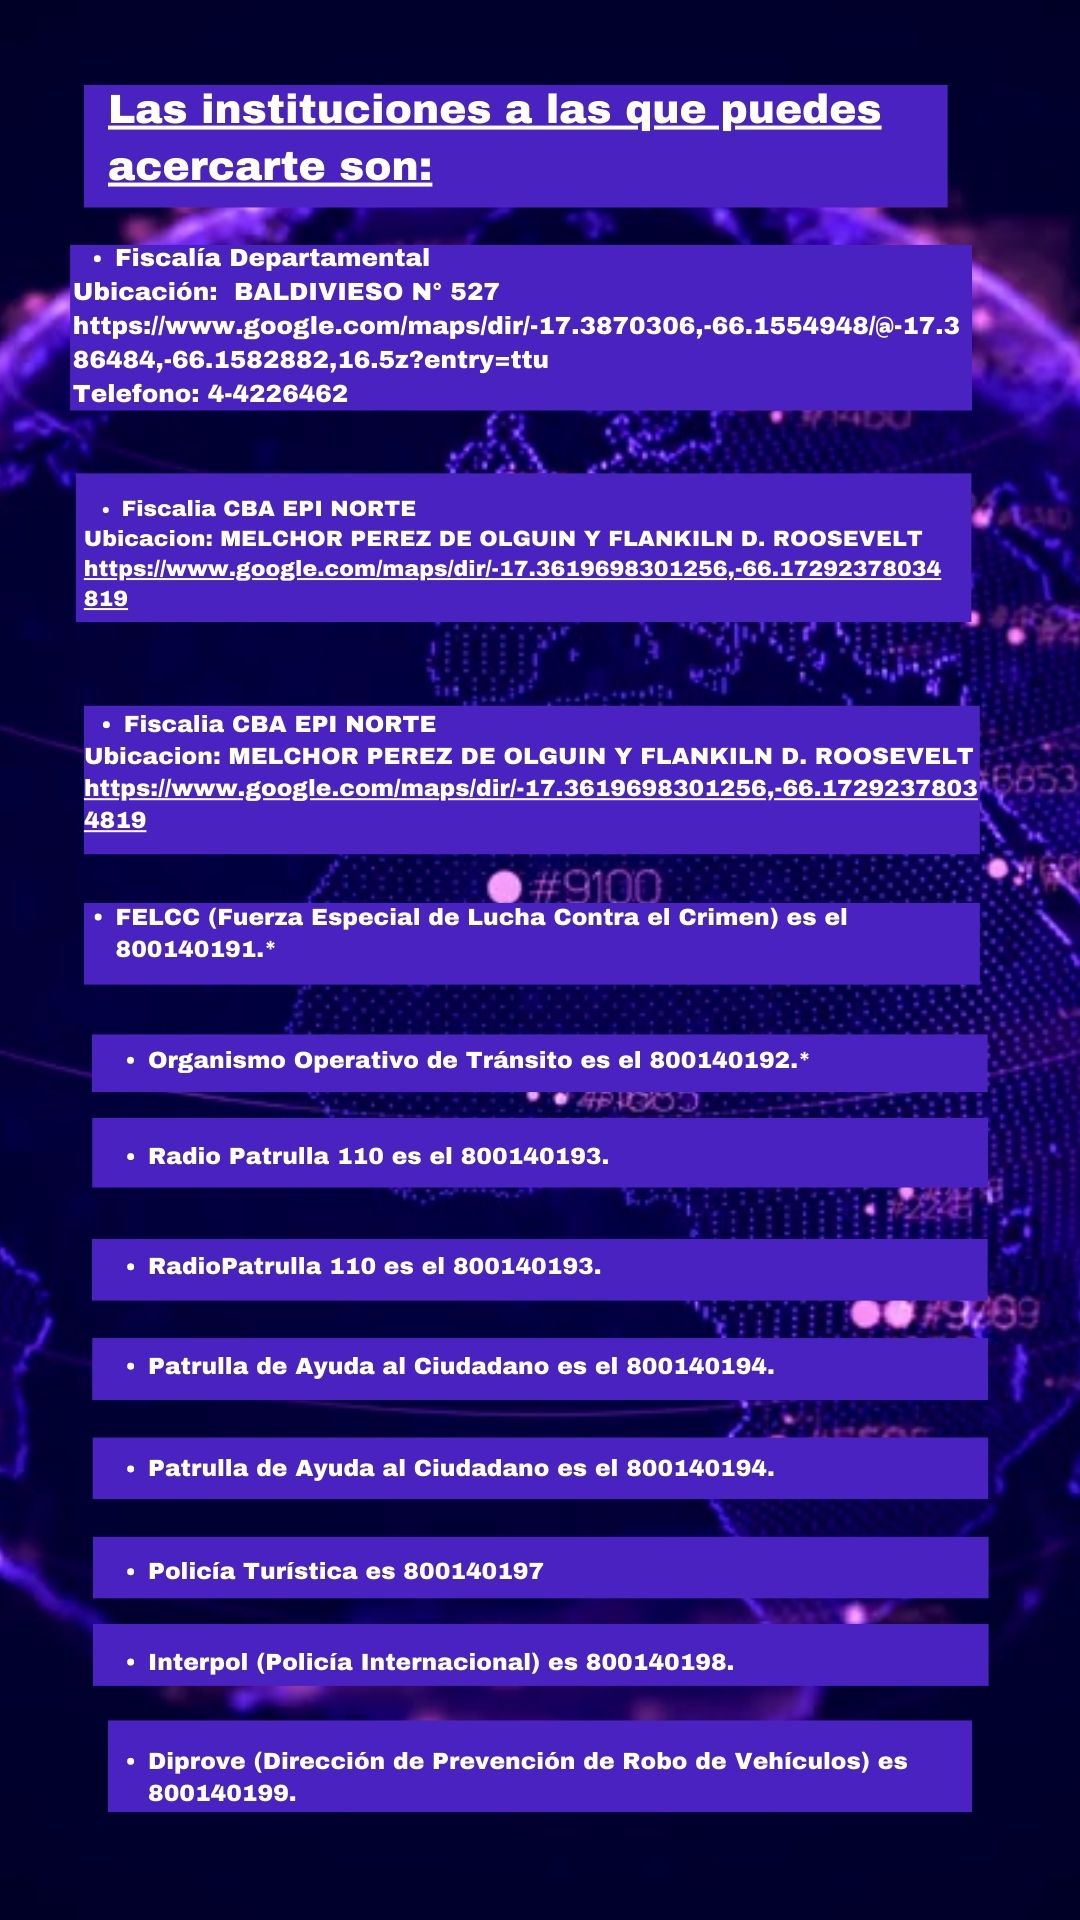 Las instituciones a las que puedes
acercarte son:
• Fiscalía Departamental
Ubicación:  BALDIVIESO N° 527
https://www.google.com/maps/dir/-17.3870306,-66.1554948/@-17.3
86484,-66.1582882,16.5z?entry=ttu
Telefono: 4-4226462
• Fiscalia CBA EPI NORTE
Ubicacion: MELCHOR PEREZ DE OLGUIN Y FLANKILN D. ROOSEVELT
https://www.google.com/maps/dir/-17.3619698301256,-66.17292378034
819
• Fiscalia CBA EPI NORTE
Ubicacion: MELCHOR PEREZ DE OLGUIN Y FLANKILN D. ROOSEVELT
https://www.google.com/maps/dir/-17.3619698301256,-66.1729237803
4819
#9100
• FELCC (Fuerza Especial de Lucha Contra el Crimen) es el
800140191.*
• Organismo Operativo de Tránsito es el 800140192.*
• Radio Patrulla 110 es el 800140193.
• RadioPatrulla 110 es el 800140193.
• Patrulla de Ayuda al Ciudadano es el 800140194.
• Patrulla de Ayuda al Ciudadano es el 800140194.
• Policía Turística es 800140197
• Interpol (Policía Internacional) es 800140198.
• Diprove (Dirección de Prevención de Robo de Vehículos) es
800140199.